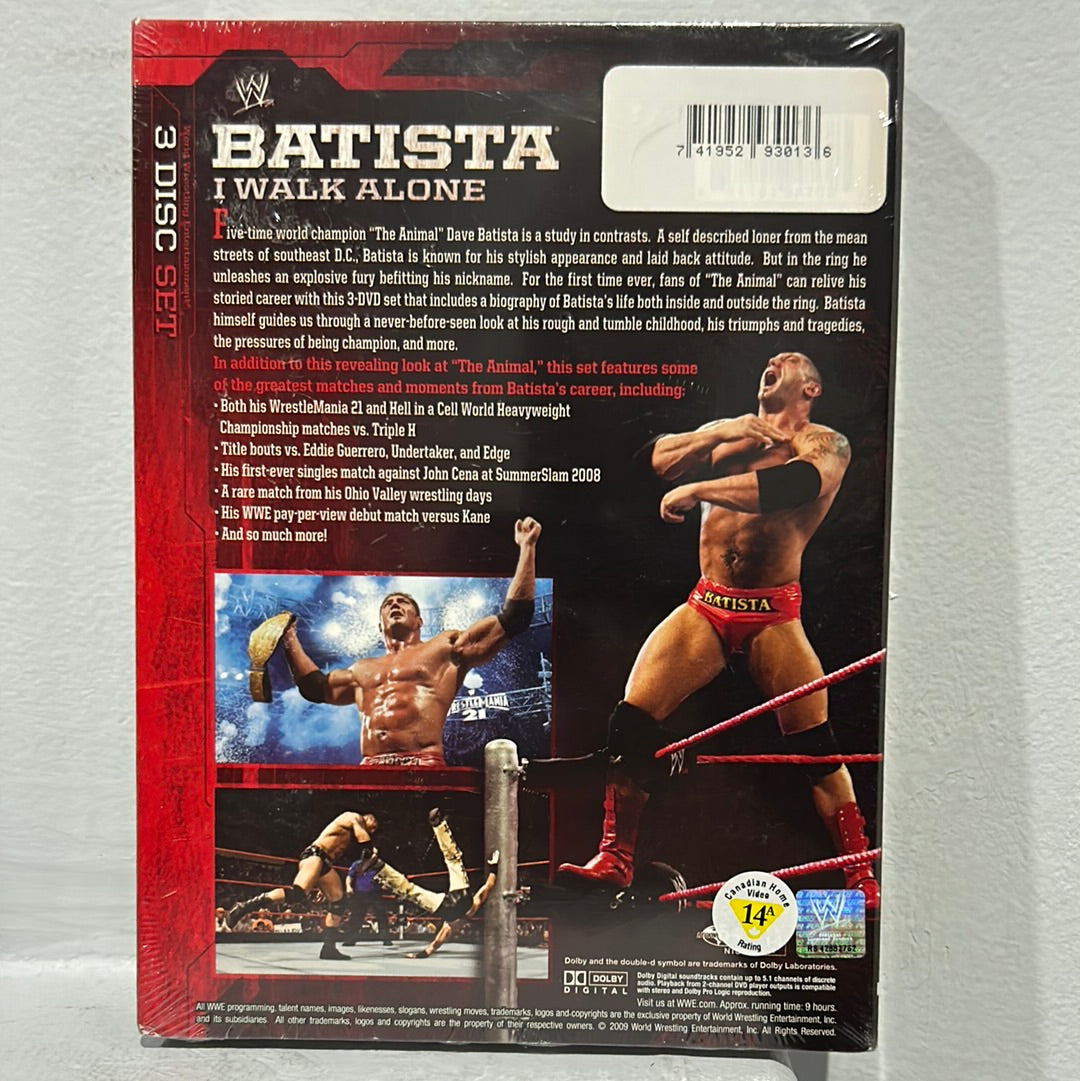 World Wrestling Entertainment
3 DISC SET
W
BATISTA
I WALK ALONE
7 41952 93013 6
Five-time world champion “The Animal” Dave Batista is a study in contrasts. A self described loner from the mean
streets of southeast D.C., Batista is known for his stylish appearance and laid back attitude. But in the ring he
unleashes an explosive fury befitting his nickname. For the first time ever, fans of “The Animal” can relive his
storied career with this 3-DVD set that includes a biography of Batista’s life both inside and outside the ring. Batista
himself guides us through a never-before-seen look at his rough and tumble childhood, his triumphs and tragedies,
the pressures of being champion, and more.
In addition to this revealing look at “The Animal,” this set features some
of the greatest matches and moments from Batista’s career, including:
· Both his WrestleMania 21 and Hell in a Cell World Heavyweight
Championship matches vs. Triple H
· Title bouts vs. Eddie Guerrero, Undertaker, and Edge
· His first-ever singles match against John Cena at SummerSlam 2008
· A rare match from his Ohio Valley wrestling days
· His WWE pay-per-view debut match versus Kane
· And so much more!
BATISTA
WRESTLEMANIA
21
Canadian Home
Video
14A
Rating
W
Dolby and the double-d symbol are trademarks of Dolby Laboratories.
DOLBY
DIGITAL
Dolby Digital soundtracks contain up to 5.1 channels of discrete
audio. Playback from 2-channel DVD player outputs is compatible
with stereo and Dolby Pro Logic reproduction.
Visit us at WWE.com. Approx. running time: 9 hours.
All WWE programming, talent names, images, likenesses, slogans, wrestling moves, trademarks, logos and copyrights are the exclusive property of World Wrestling Entertainment, Inc.
and its subsidiaries. All other trademarks, logos and copyrights are the property of their respective owners. © 2009 World Wrestling Entertainment, Inc. All Rights Reserved.